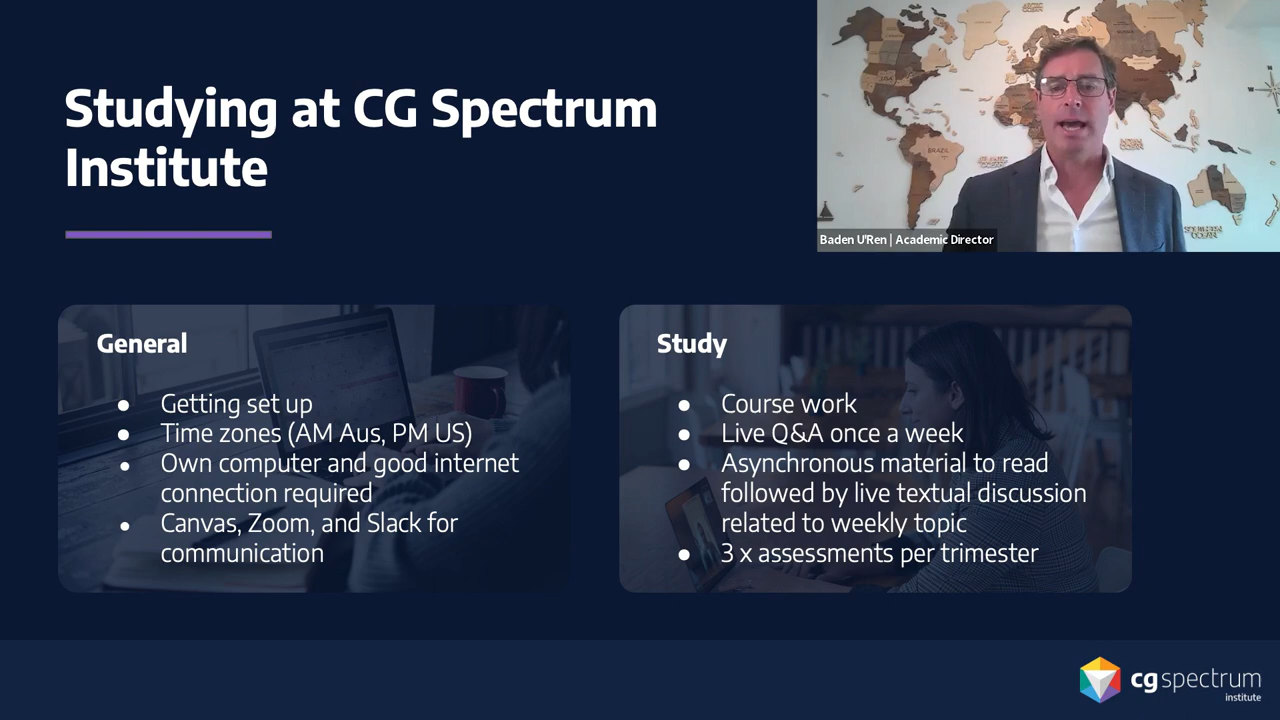 Studying at CG Spectrum
Institute
BRAZIL
Baden U'Ren | Academic Director
General
● Getting set up
● Time zones (AM Aus, PM US)
● Own computer and good internet
connection required
● Canvas, Zoom, and Slack for
communication
Study
● Course work
● Live Q&A once a week
● Asynchronous material to read
followed by live textual discussion
related to weekly topic
● 3 x assessments per trimester
cg spectrum
institute